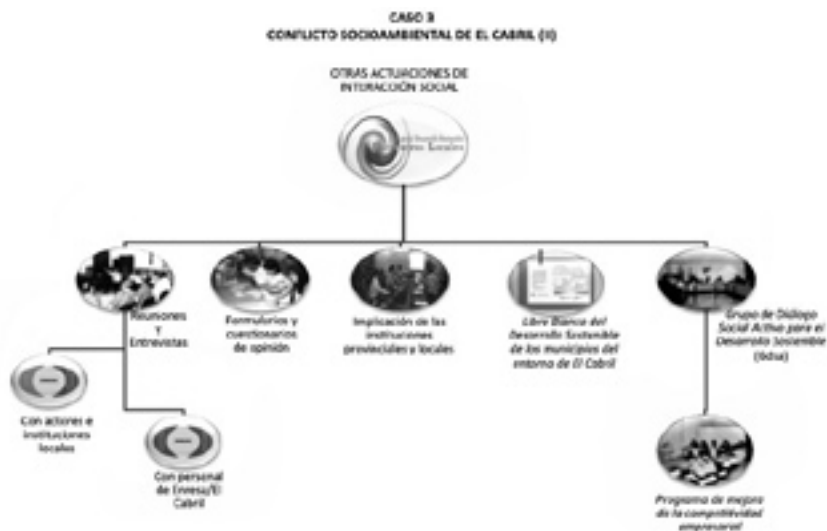 CASO 3
CONFLICTO SOCIOAMBIENTAL DE EL CABRIL (II)
OTRAS ACTUACIONES DE
INTERACCIÓN SOCIAL
Locales
Reuniones
Y
Entrevistas
Formularios y
cuestionarios
de opinión
Implicación de las
instituciones
provinciales y locales
Libro Blanco del
Desarrollo Sostenible
de los municipios del
entorno de El Cabril
Grupo de Diálogo
Social Activo para el
Desarrollo Sostenible
Con actores e
instituciones
locales
Con personal
de Enresa/El
Cabril
Programa de mejora
de la competitividad
empresarial